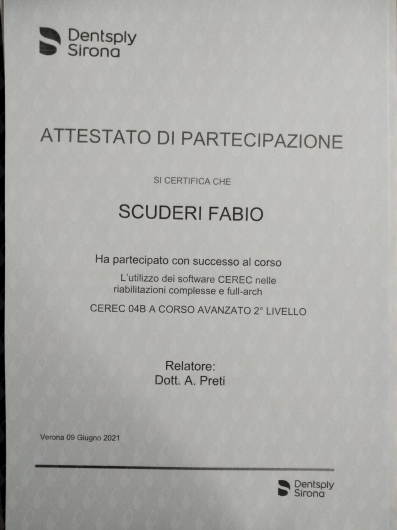 Dentsply
Sirona
ATTESTATO DI PARTECIPAZIONE
SI CERTIFICA CHE
SCUDERI FABIO
Ha partecipato con successo al corso
L'utilizzo dei software CEREC nelle
riabilitazioni complesse e full-arch
CEREC 04B A CORSO AVANZATO 2° LIVELLO
Relatore:
Dott. A. Preti
Verona 09 Giugno 2021
Dentsply
Sirona